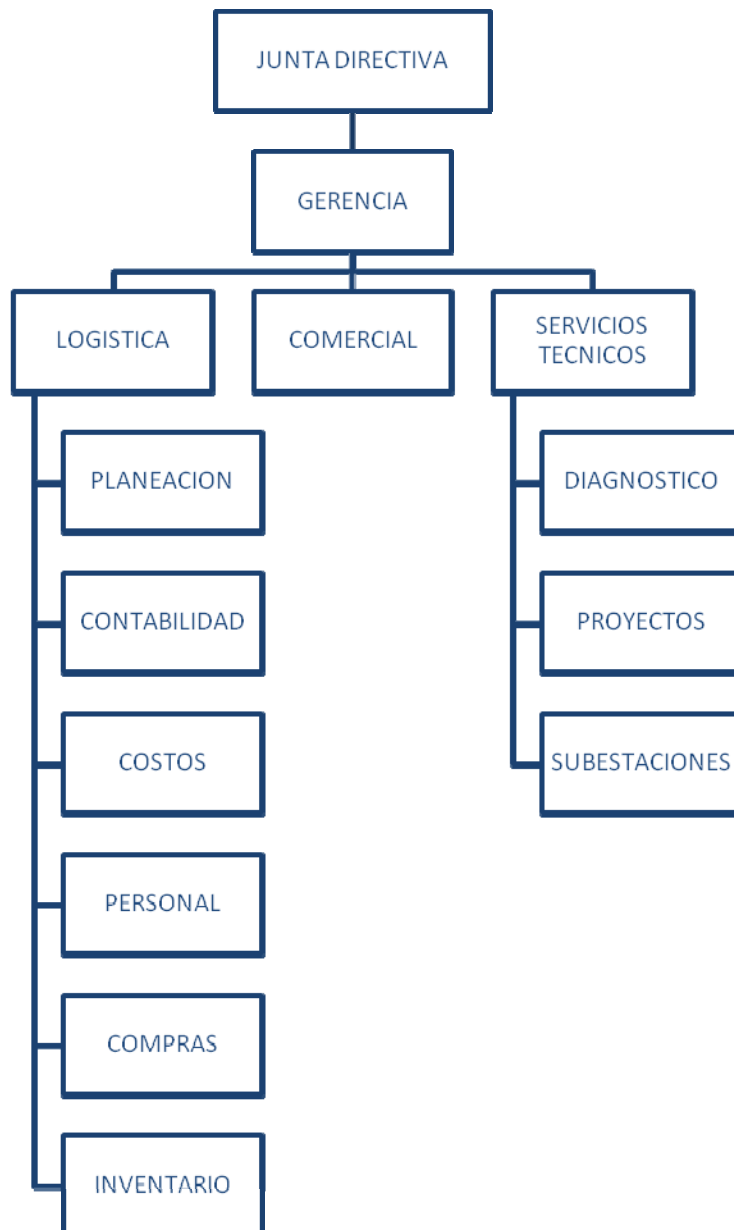 JUNTA DIRECTIVA
GERENCIA
LOGISTICA
COMERCIAL
SERVICIOS
TECNICOS
PLANEACION
DIAGNOSTICO
CONTABILIDAD
PROYECTOS
COSTOS
SUBESTACIONES
PERSONAL
COMPRAS
INVENTARIO